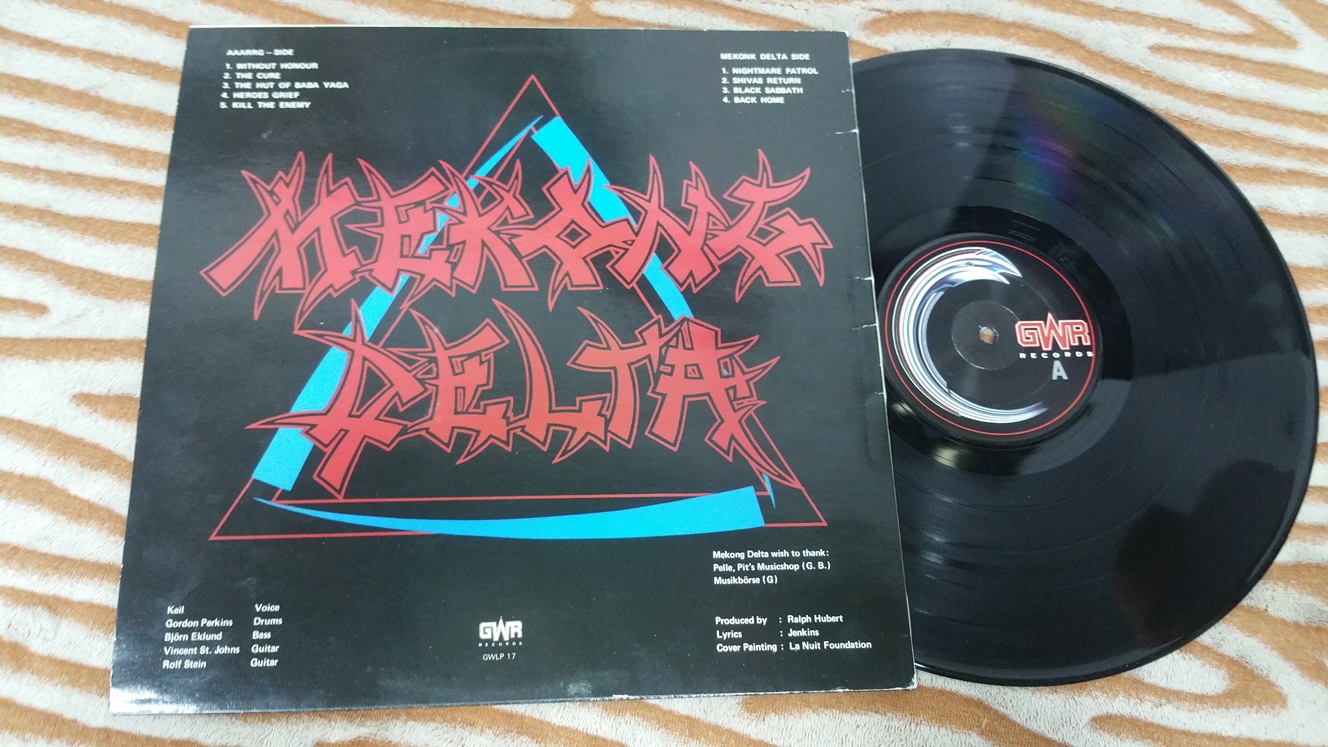 AAARRG – SIDE
1. WITHOUT HONOUR
2. THE CURE
3. THE HUT OF BABA YAGA
4. HEROES GRIEF
5. KILL THE ENEMY
MEKONK DELTA SIDE
1. NIGHTMARE PATROL
2. SHIVAS RETURN
3. BLACK SABBATH
4. BACK HOME
MEKONG
DELTA
GWR
RECORDS
A
Mekong Delta wish to thank:
Pelle, Pit's Musicshop (G. B.)
Musikbörse (G)
Keil Voice
Gordon Perkins Drums
Björn Eklund Bass
Vincent St. Johns Guitar
Rolf Stein Guitar
GWR
RECORDS
GWLP 17
Produced by : Ralph Hubert
Lyrics : Jenkins
Cover Painting : La Nuit Foundation